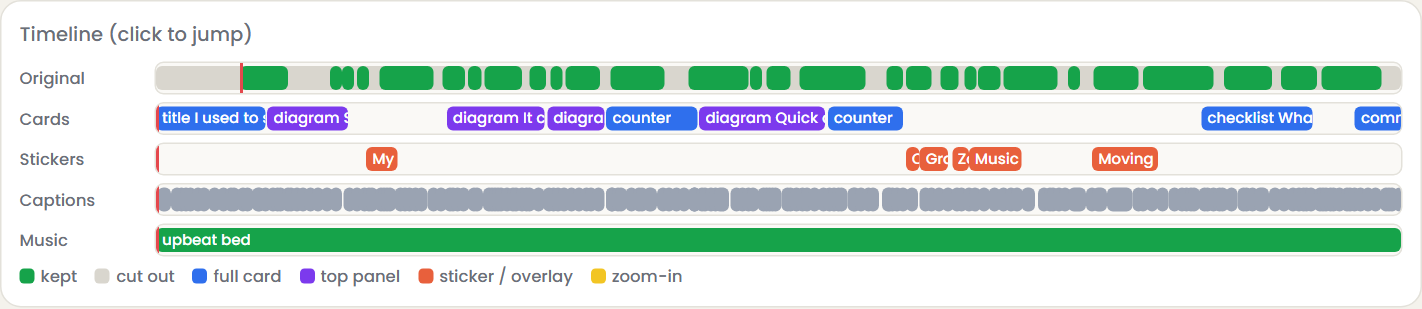 Timeline (click to jump)
Original
Cards
title I used to
diagram
diagram It
diagra
counter
diagram Quick
counter
checklist Wha
comr
Stickers
My
Gro
Music
Moving
Captions
Music
upbeat bed
kept
cut out
full card
top panel
sticker / overlay
zoom-in